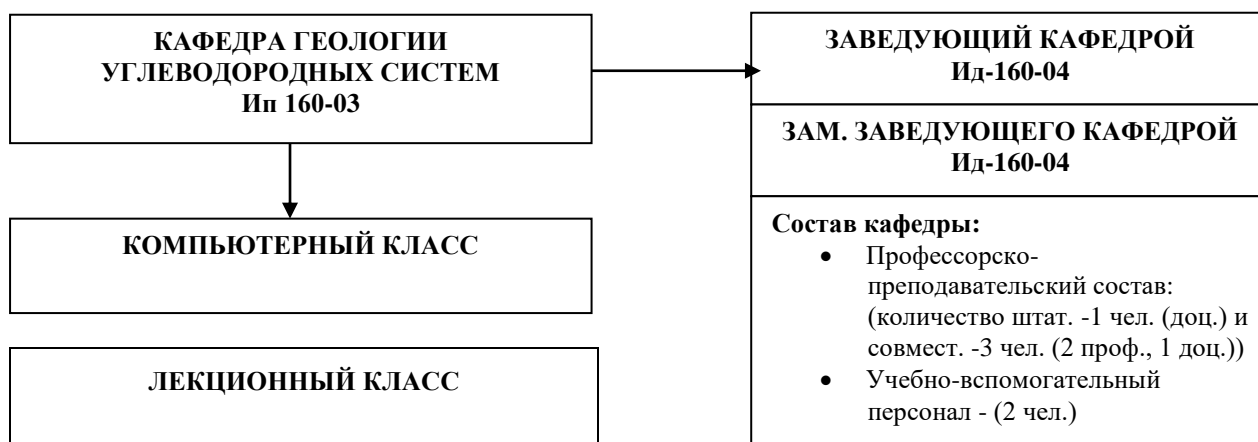 КАФЕДРА ГЕОЛОГИИ
УГЛЕВОДОРОДНЫХ СИСТЕМ
Ип 160-03
КОМПЬЮТЕРНЫЙ КЛАСС
ЛЕКЦИОННЫЙ КЛАСС
ЗАВЕДУЮЩИЙ КАФЕДРОЙ
Ид-160-04
ЗАМ. ЗАВЕДУЮЩЕГО КАФЕДРОЙ
Ид-160-04
Состав кафедры:
• Профессорско-
преподавательский состав:
(количество штат. -1 чел. (доц.) и
совмест. -3 чел. (2 проф., 1 доц.))
• Учебно-вспомогательный
персонал - (2 чел.)